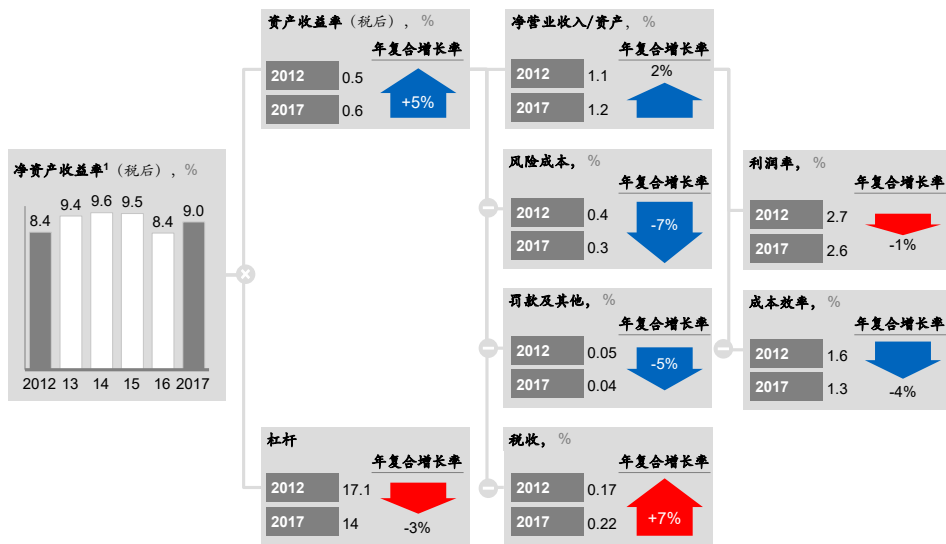 净资产收益率¹（税后），%
8.4
9.4
9.6
9.5
8.4
9.0
2012 13 14 15 16 2017
资产收益率（税后），%
年复合增长率
2012 0.5
2017 0.6
+5%
杠杆
年复合增长率
2012 17.1
2017 14
-3%
净营业收入/资产，%
年复合增长率
2012 1.1
2017 1.2
2%
风险成本，%
年复合增长率
2012 0.4
2017 0.3
-7%
罚款及其他，%
年复合增长率
2012 0.05
2017 0.04
-5%
税收，%
年复合增长率
2012 0.17
2017 0.22
+7%
利润率，%
年复合增长率
2012 2.7
2017 2.6
-1%
成本效率，%
年复合增长率
2012 1.6
2017 1.3
-4%